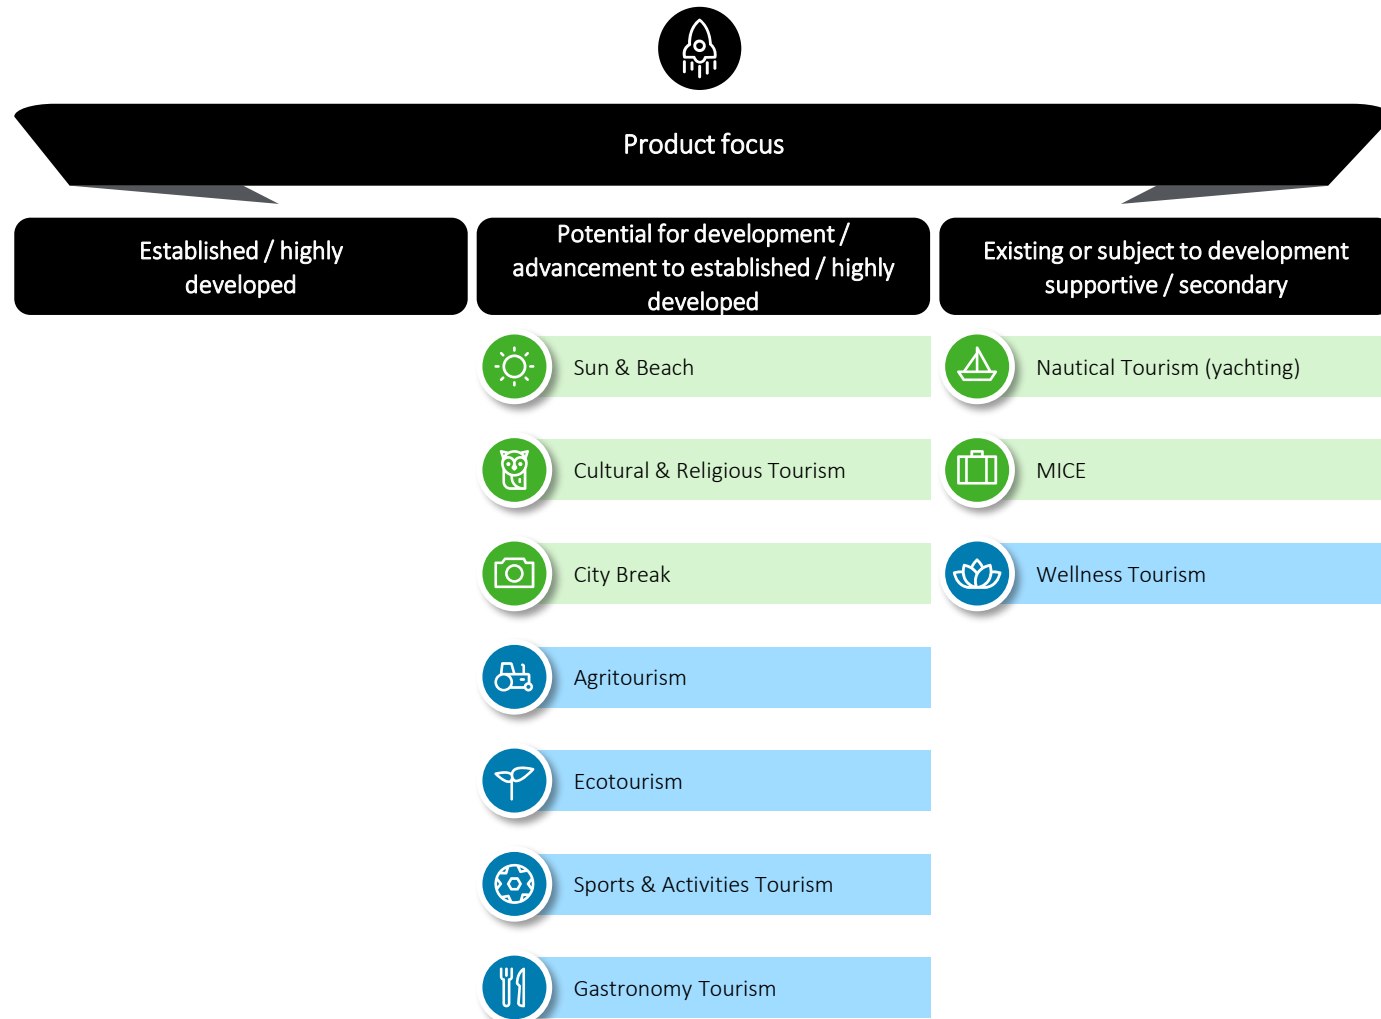 Product focus
Established / highly
developed
Potential for development /
advancement to established / highly
developed
Existing or subject to development
supportive / secondary
Sun & Beach
Cultural & Religious Tourism
City Break
Agritourism
Ecotourism
Sports & Activities Tourism
Gastronomy Tourism
Nautical Tourism (yachting)
MICE
Wellness Tourism